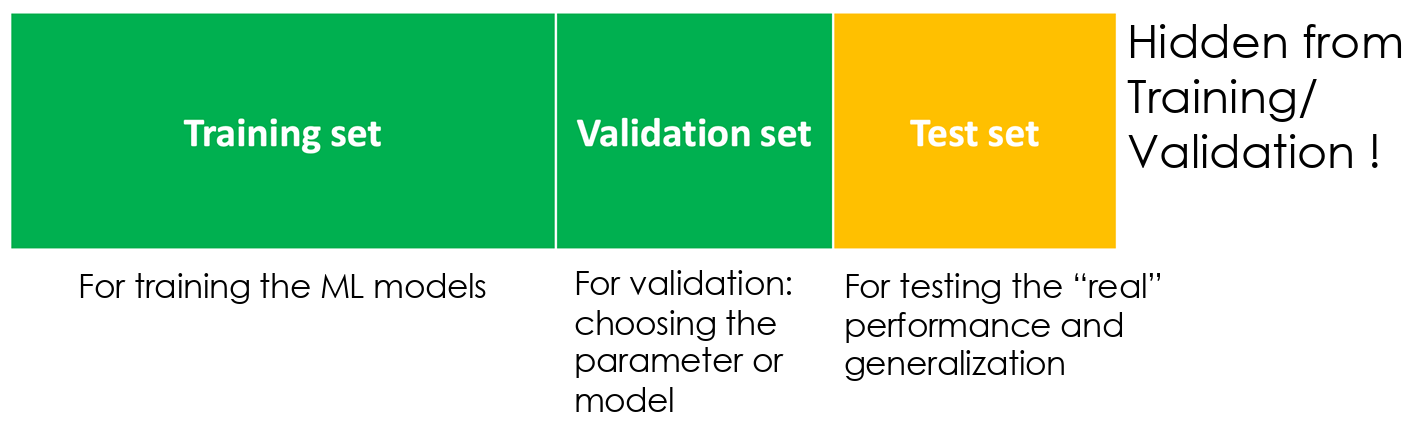 Training set
Validation set
Test set
Hidden from
Training/
Validation !
For training the ML models
For validation:
choosing the
parameter or
model
For testing the “real”
performance and
generalization